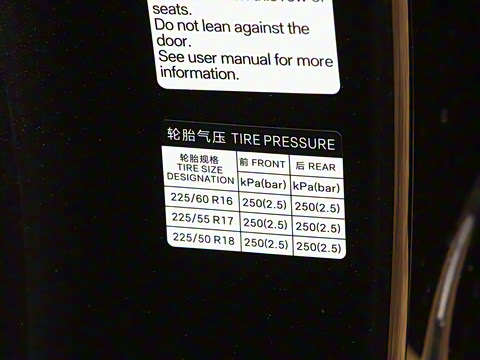 seats.
Do not lean against the
door.
See user manual for more
information.
轮胎气压 TIRE PRESSURE
轮胎规格 TIRE SIZE DESIGNATION 前 FRONT 后 REAR
kPa(bar) kPa(bar)
225/60 R16 250(2.5) 250(2.5)
225/55 R17 250(2.5) 250(2.5)
225/50 R18 250(2.5) 250(2.5)